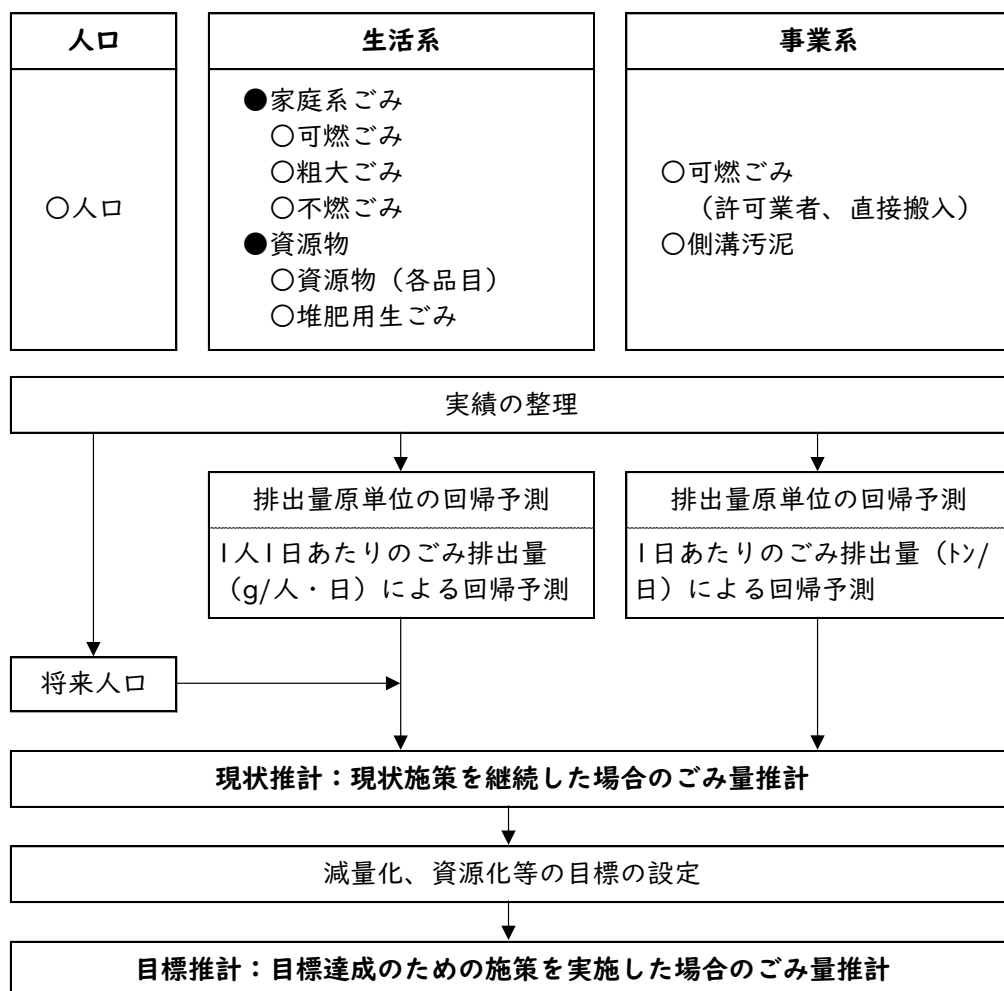 人口
○人口
生活系
●家庭系ごみ
○可燃ごみ
○粗大ごみ
○不燃ごみ
●資源物
○資源物（各品目）
○堆肥用生ごみ
事業系
○可燃ごみ
（許可業者、直接搬入）
○側溝汚泥
実績の整理
排出量原単位の回帰予測
1人1日あたりのごみ排出量
（g/人・日）による回帰予測
排出量原単位の回帰予測
1日あたりのごみ排出量（ﾄﾝ/
日）による回帰予測
将来人口
現状推計：現状施策を継続した場合のごみ量推計
減量化、資源化等の目標の設定
目標推計：目標達成のための施策を実施した場合のごみ量推計